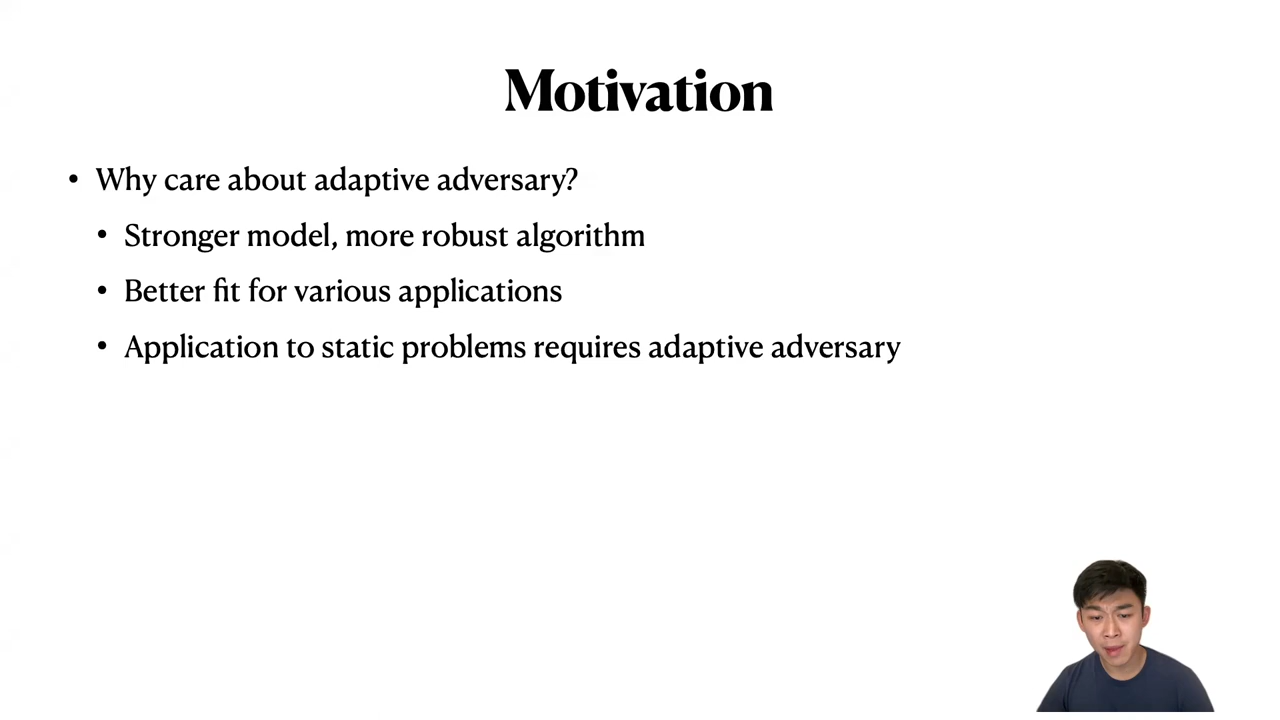 Motivation
• Why care about adaptive adversary?
• Stronger model, more robust algorithm
• Better fit for various applications
• Application to static problems requires adaptive adversary